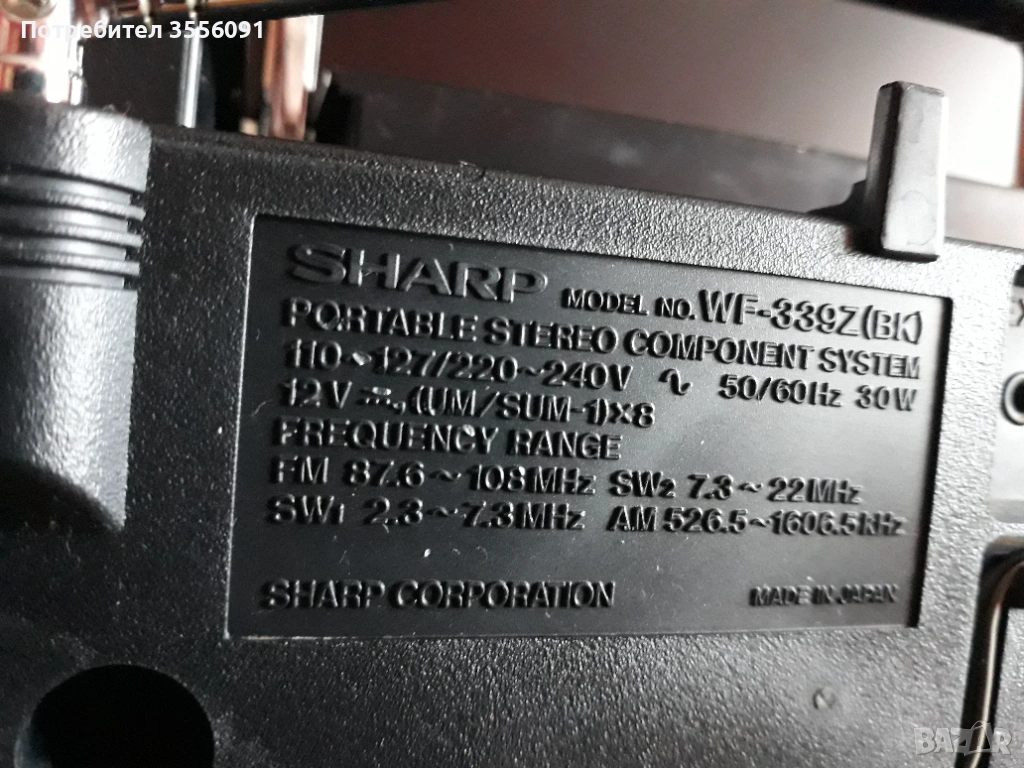 Потребител 3556091
SHARP MODEL NO. WF-339Z(BK)
PORTABLE STEREO COMPONENT SYSTEM
110~127/220~240V ∿ 50/60Hz 30W
12V ⎓, (UM/SUM-1)×8
FREQUENCY RANGE
FM 87.6~108MHz SW2 7.3~22MHz
SW1 2.3~7.3MHz AM 526.5~1606.5kHz
SHARP CORPORATION MADE IN JAPAN
BAZAR